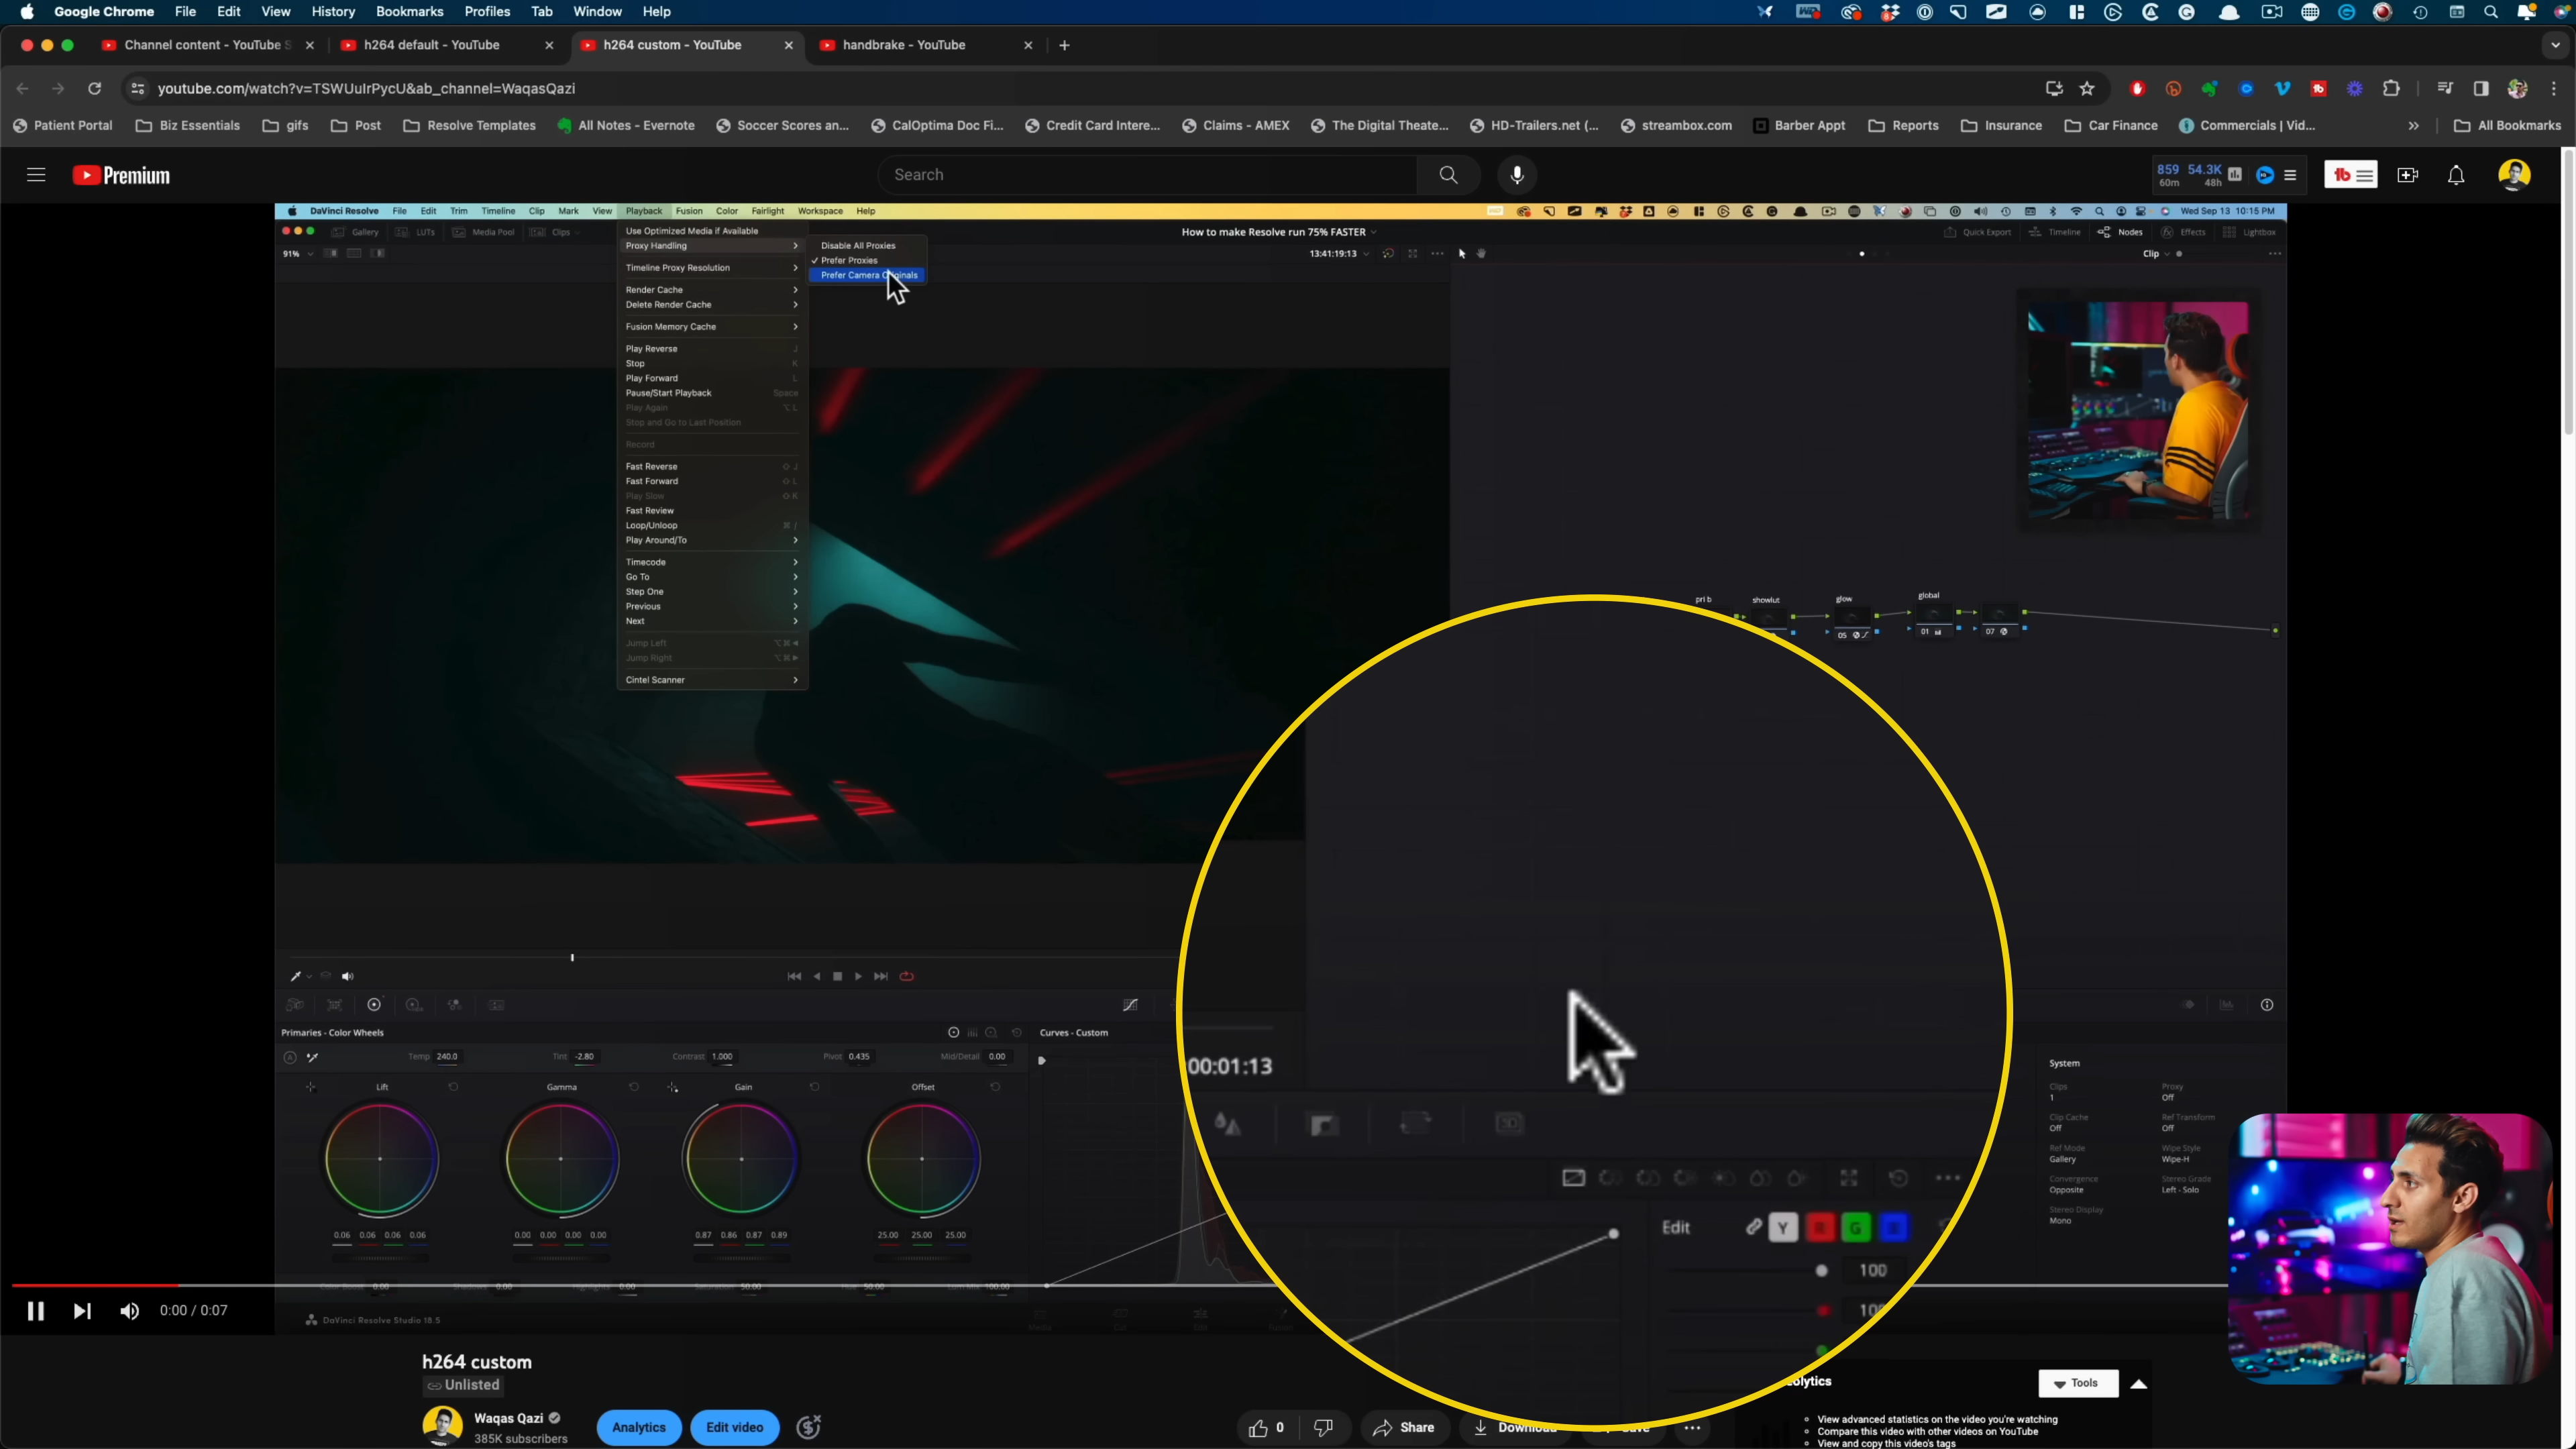 Google Chrome File Edit View History Bookmarks Profiles Tab Window Help
Channel content - YouTube S h264 default - YouTube h264 custom - YouTube handbrake - YouTube
youtube.com/watch?v=TSWUuIrPycU&ab_channel=WaqasQazi
Patient Portal Biz Essentials gifs Post Resolve Templates All Notes - Evernote Soccer Scores an... CalOptima Doc Fi... Credit Card Intere... Claims - AMEX The Digital Theate... HD-Trailers.net (... streambox.com Barber Appt Reports Insurance Car Finance Commercials | Vid... All Bookmarks
Premium Search 859 54.3K
60m 48h
DaVinci Resolve File Edit Trim Timeline Clip Mark View Playback Fusion Color Fairlight Workspace Help Wed Sep 13 10:15 PM
Gallery LUTs Media Pool Clips How to make Resolve run 75% FASTER Quick Export Timeline Nodes Effects Lightbox
91% 13:41:19:13 Clip
Use Optimized Media if Available
Proxy Handling
Timeline Proxy Resolution
Render Cache
Delete Render Cache
Fusion Memory Cache
Play Reverse J
Stop K
Play Forward L
Pause/Start Playback Space
Play Again ⌥ L
Stop and Go to Last Position
Record
Fast Reverse ⇧ J
Fast Forward ⇧ L
Play Slow ⇧ K
Fast Review
Loop/Unloop ⌘ /
Play Around/To
Timecode
Go To
Step One
Previous
Next
Jump Left
Jump Right
Cintel Scanner
Disable All Proxies
✓ Prefer Proxies
Prefer Camera Originals
pri b showlut glow global
05 01 07
00:01:13
Primaries - Color Wheels Curves - Custom
Temp 240.0 Tint -2.80 Contrast 1.000 Pivot 0.435 Mid/Detail 0.00
Lift Gamma Gain Offset
0.06 0.06 0.06 0.06 0.00 0.00 0.00 0.00 0.87 0.86 0.87 0.89 25.00 25.00 25.00
Edit Y R G
100
System
Clips Proxy
1 Off
Clip Cache Ref Transform
Off Off
Ref Mode Wipe Style
Gallery Wipe-H
Convergence Stereo Grade
Opposite Left - Solo
Stereo Display
Mono
0:00 / 0:07
DaVinci Resolve Studio 18.5
h264 custom
Unlisted
Waqas Qazi
385K subscribers
Analytics Edit video 0 Share Download
Tools
View advanced statistics on the video you're watching
Compare this video with other videos on YouTube
View and copy this video's tags